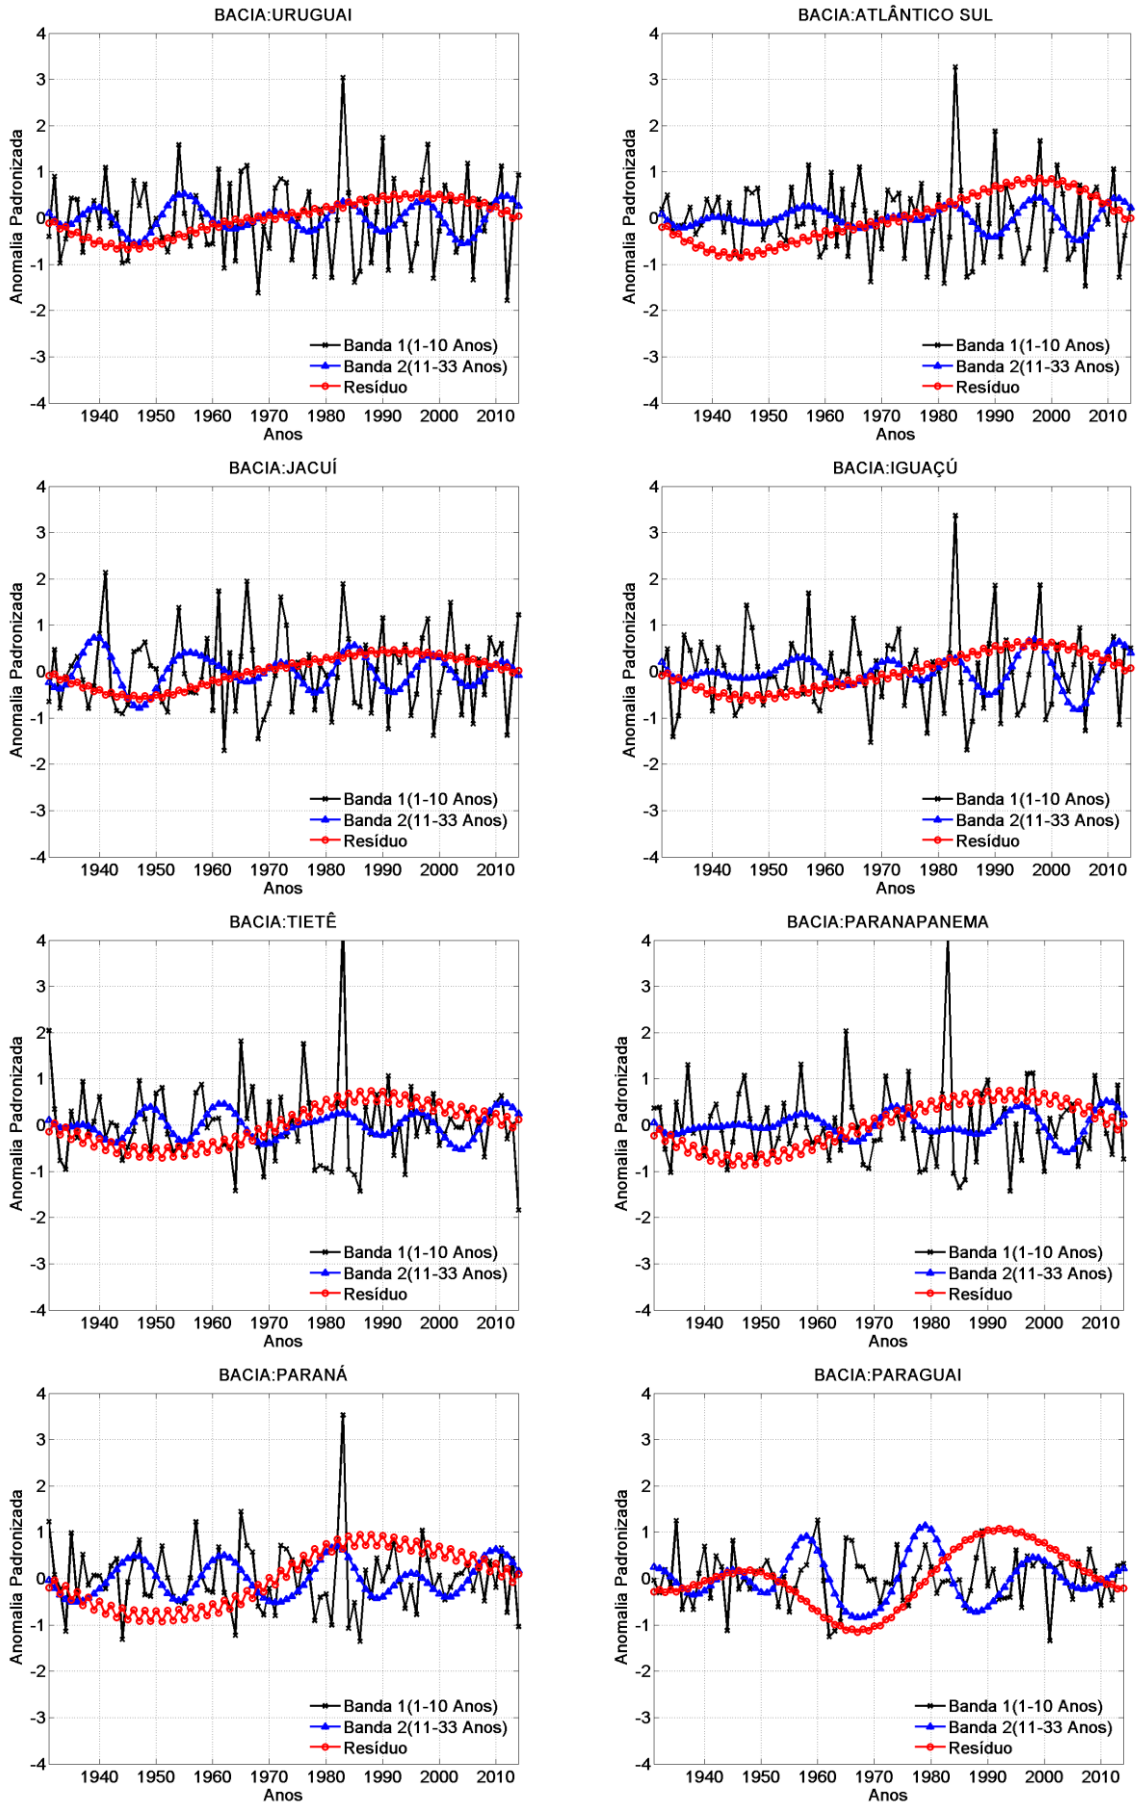 BACIA:URUGUAI
Anomalia Padronizada
4
3
2
1
0
-1
-2
-3
-4
Banda 1(1-10 Anos)
Banda 2(11-33 Anos)
Resíduo
1940 1950 1960 1970 1980 1990 2000 2010
Anos
BACIA:ATLÂNTICO SUL
Anomalia Padronizada
4
3
2
1
0
-1
-2
-3
-4
Banda 1(1-10 Anos)
Banda 2(11-33 Anos)
Resíduo
1940 1950 1960 1970 1980 1990 2000 2010
Anos
BACIA:JACUÍ
Anomalia Padronizada
4
3
2
1
0
-1
-2
-3
-4
Banda 1(1-10 Anos)
Banda 2(11-33 Anos)
Resíduo
1940 1950 1960 1970 1980 1990 2000 2010
Anos
BACIA:IGUAÇÚ
Anomalia Padronizada
4
3
2
1
0
-1
-2
-3
-4
Banda 1(1-10 Anos)
Banda 2(11-33 Anos)
Resíduo
1940 1950 1960 1970 1980 1990 2000 2010
Anos
BACIA:TIETÊ
Anomalia Padronizada
4
3
2
1
0
-1
-2
-3
-4
Banda 1(1-10 Anos)
Banda 2(11-33 Anos)
Resíduo
1940 1950 1960 1970 1980 1990 2000 2010
Anos
BACIA:PARANAPANEMA
Anomalia Padronizada
4
3
2
1
0
-1
-2
-3
-4
Banda 1(1-10 Anos)
Banda 2(11-33 Anos)
Resíduo
1940 1950 1960 1970 1980 1990 2000 2010
Anos
BACIA:PARANÁ
Anomalia Padronizada
4
3
2
1
0
-1
-2
-3
-4
Banda 1(1-10 Anos)
Banda 2(11-33 Anos)
Resíduo
1940 1950 1960 1970 1980 1990 2000 2010
Anos
BACIA:PARAGUAI
Anomalia Padronizada
4
3
2
1
0
-1
-2
-3
-4
Banda 1(1-10 Anos)
Banda 2(11-33 Anos)
Resíduo
1940 1950 1960 1970 1980 1990 2000 2010
Anos